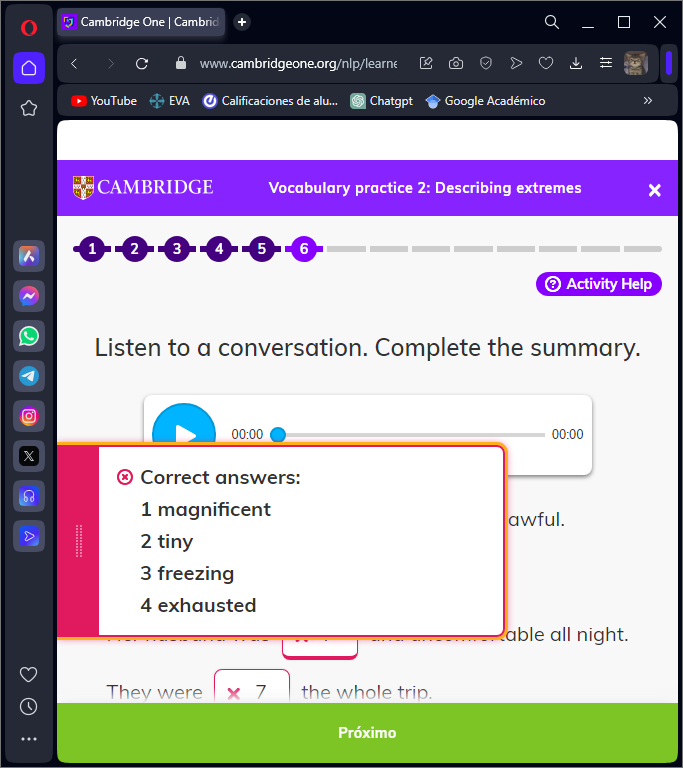 Cambridge One | Cambrid
www.cambridgeone.org/nlp/learne
YouTube
EVA
Calificaciones de alu...
Chatgpt
Google Académico
»
CAMBRIDGE
Vocabulary practice 2: Describing extremes
1 2 3 4 5 6
Activity Help
Listen to a conversation. Complete the summary.
00:00 00:00
Correct answers:
1 magnificent
2 tiny
3 freezing
4 exhausted
awful.
and uncomfortable all night.
They were 7 the whole trip.
Próximo